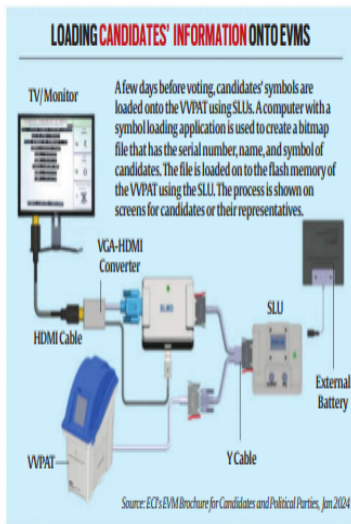 LOADING CANDIDATES' INFORMATION ONTO EVMS
TV/Monitor
A few days before voting, candidates' symbols are
loaded onto the VVPAT using SLUs. A computer with a
symbol loading application is used to create a bitmap
file that has the serial number, name, and symbol of
candidates. The file is loaded on to the flash memory of
the VVPAT using the SLU. The process is shown on
screens for candidates or their representatives.
VGA-HDMI
Converter
SLU
HDMI Cable
External
Battery
VVPAT
Y Cable
Source: ECI's EVM Brochure for Candidates and Political Parties, Jan 2024